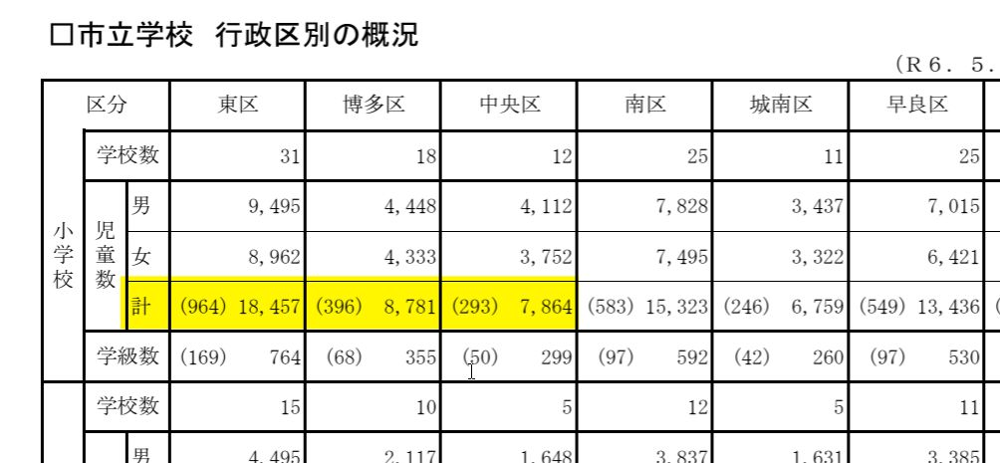 □市立学校 行政区別の概況
(R6. 5.
区分 東区 博多区 中央区 南区 城南区 早良区
小学校
学校数 31 18 12 25 11 25
児童数
男 9,495 4,448 4,112 7,828 3,437 7,015
女 8,962 4,333 3,752 7,495 3,322 6,421
計 (964) 18,457 (396) 8,781 (293) 7,864 (583) 15,323 (246) 6,759 (549) 13,436 (
学級数 (169) 764 (68) 355 (50) 299 (97) 592 (42) 260 (97) 530
学校数 15 10 5 12 5 11
男 4,495 2,117 1,648 3,837 1,631 3,385